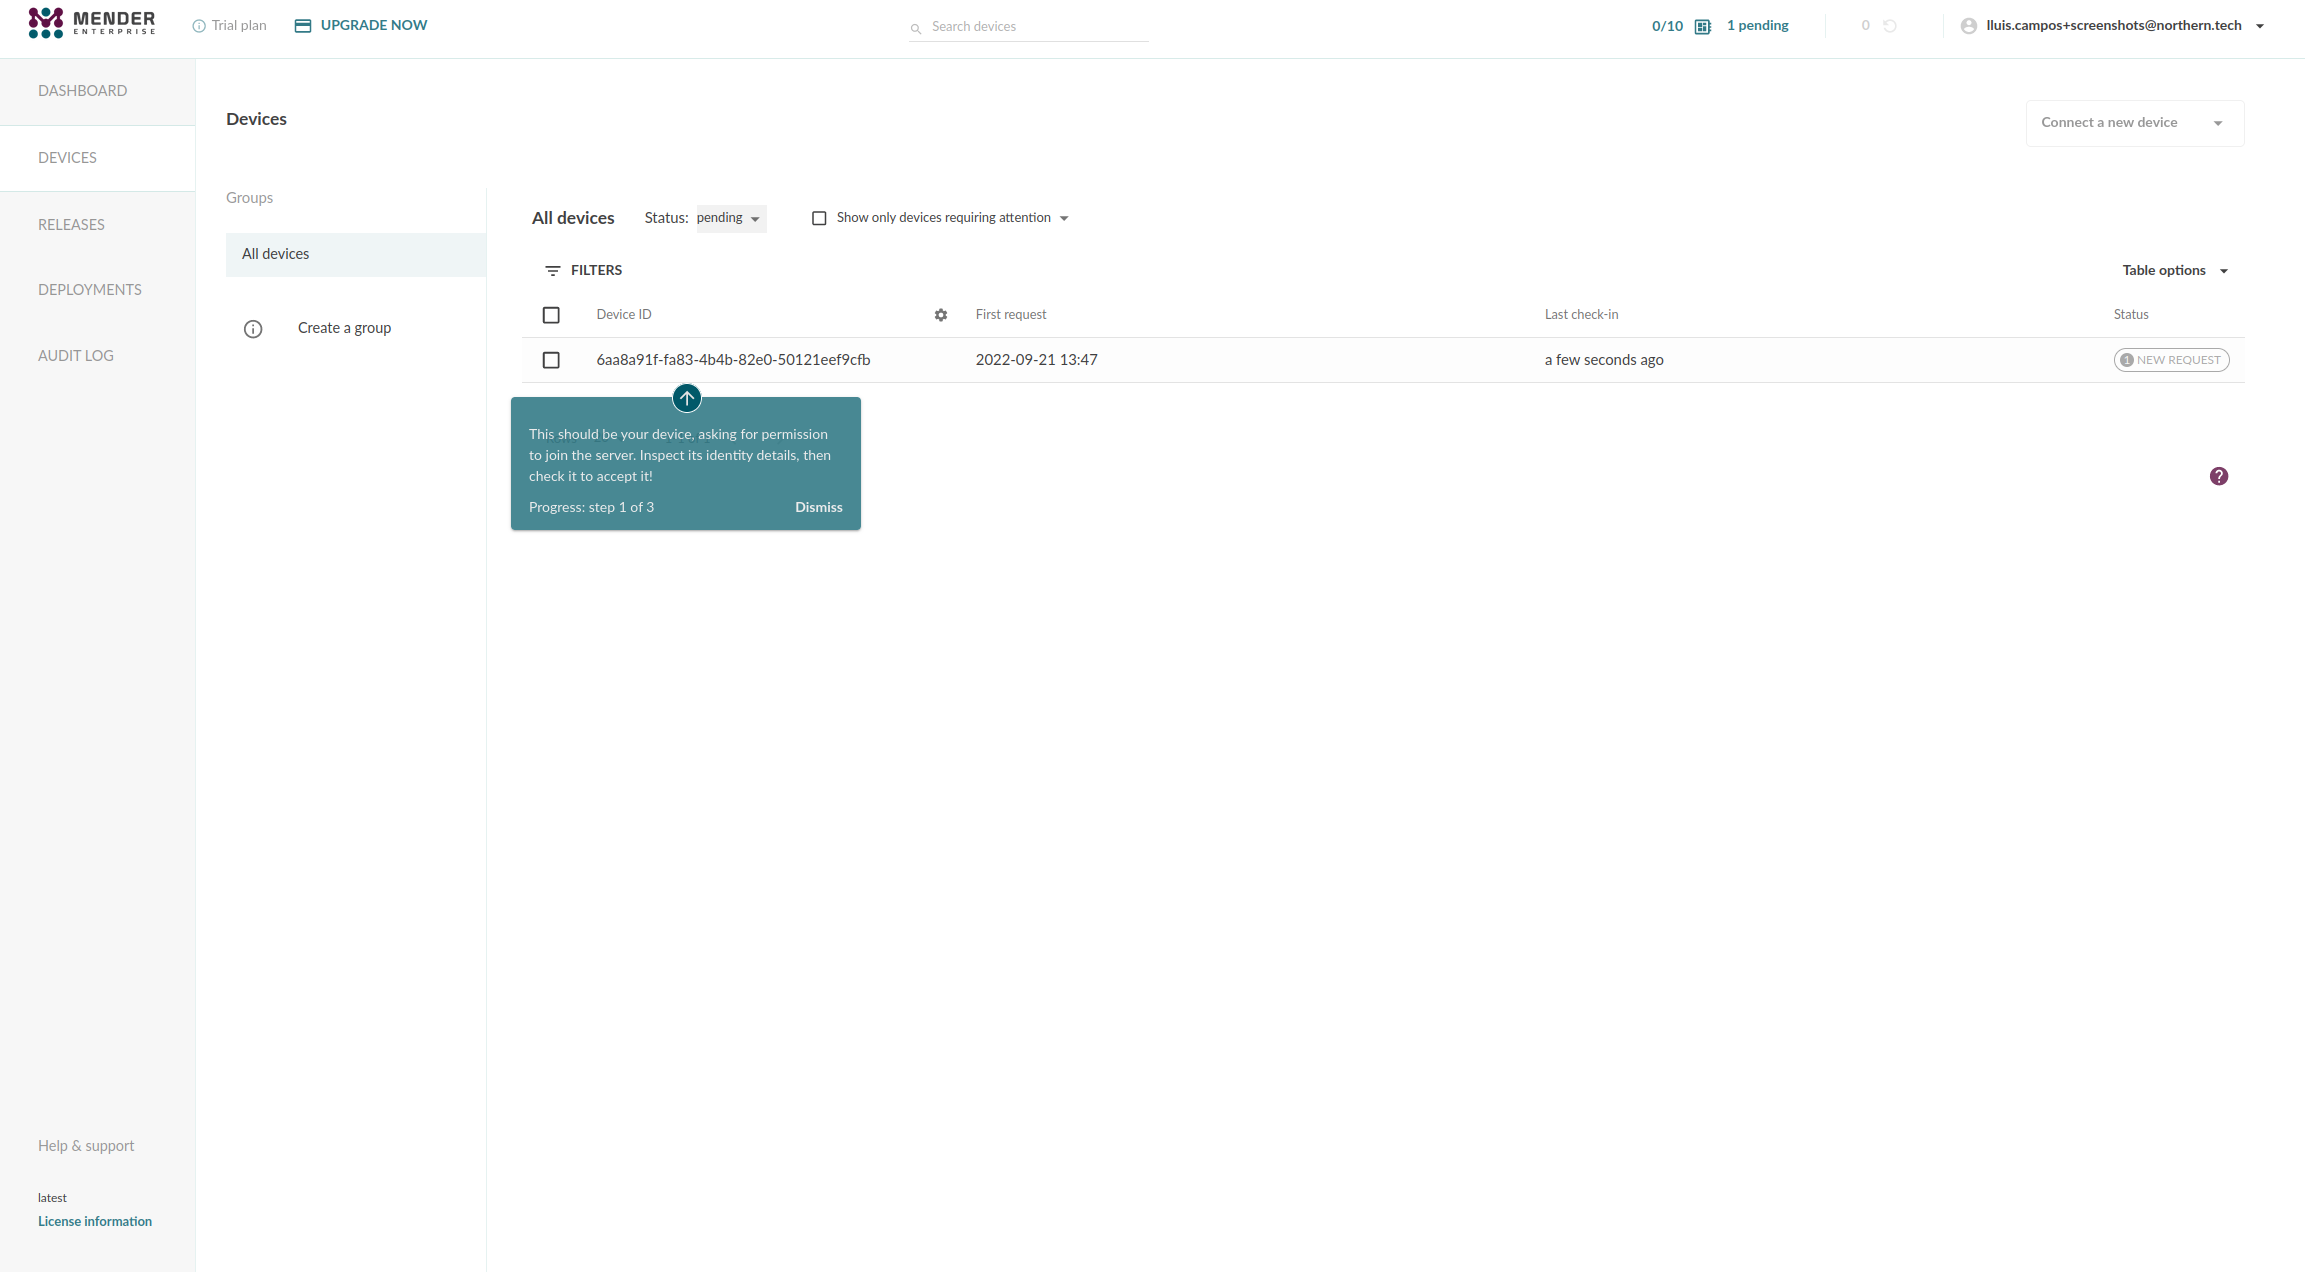 MENDER
ENTERPRISE
Trial plan
UPGRADE NOW
Search devices
0/10
1 pending
0
lluis.campos+screenshots@northern.tech
DASHBOARD
DEVICES
RELEASES
DEPLOYMENTS
AUDIT LOG
Help & support
latest
License information
Devices
Connect a new device
Groups
All devices
Create a group
All devices
Status: pending
Show only devices requiring attention
FILTERS
Table options
Device ID
First request
Last check-in
Status
6aa8a91f-fa83-4b4b-82e0-50121eef9cfb
2022-09-21 13:47
a few seconds ago
1 NEW REQUEST
This should be your device, asking for permission
to join the server. Inspect its identity details, then
check it to accept it!
Progress: step 1 of 3
Dismiss
?